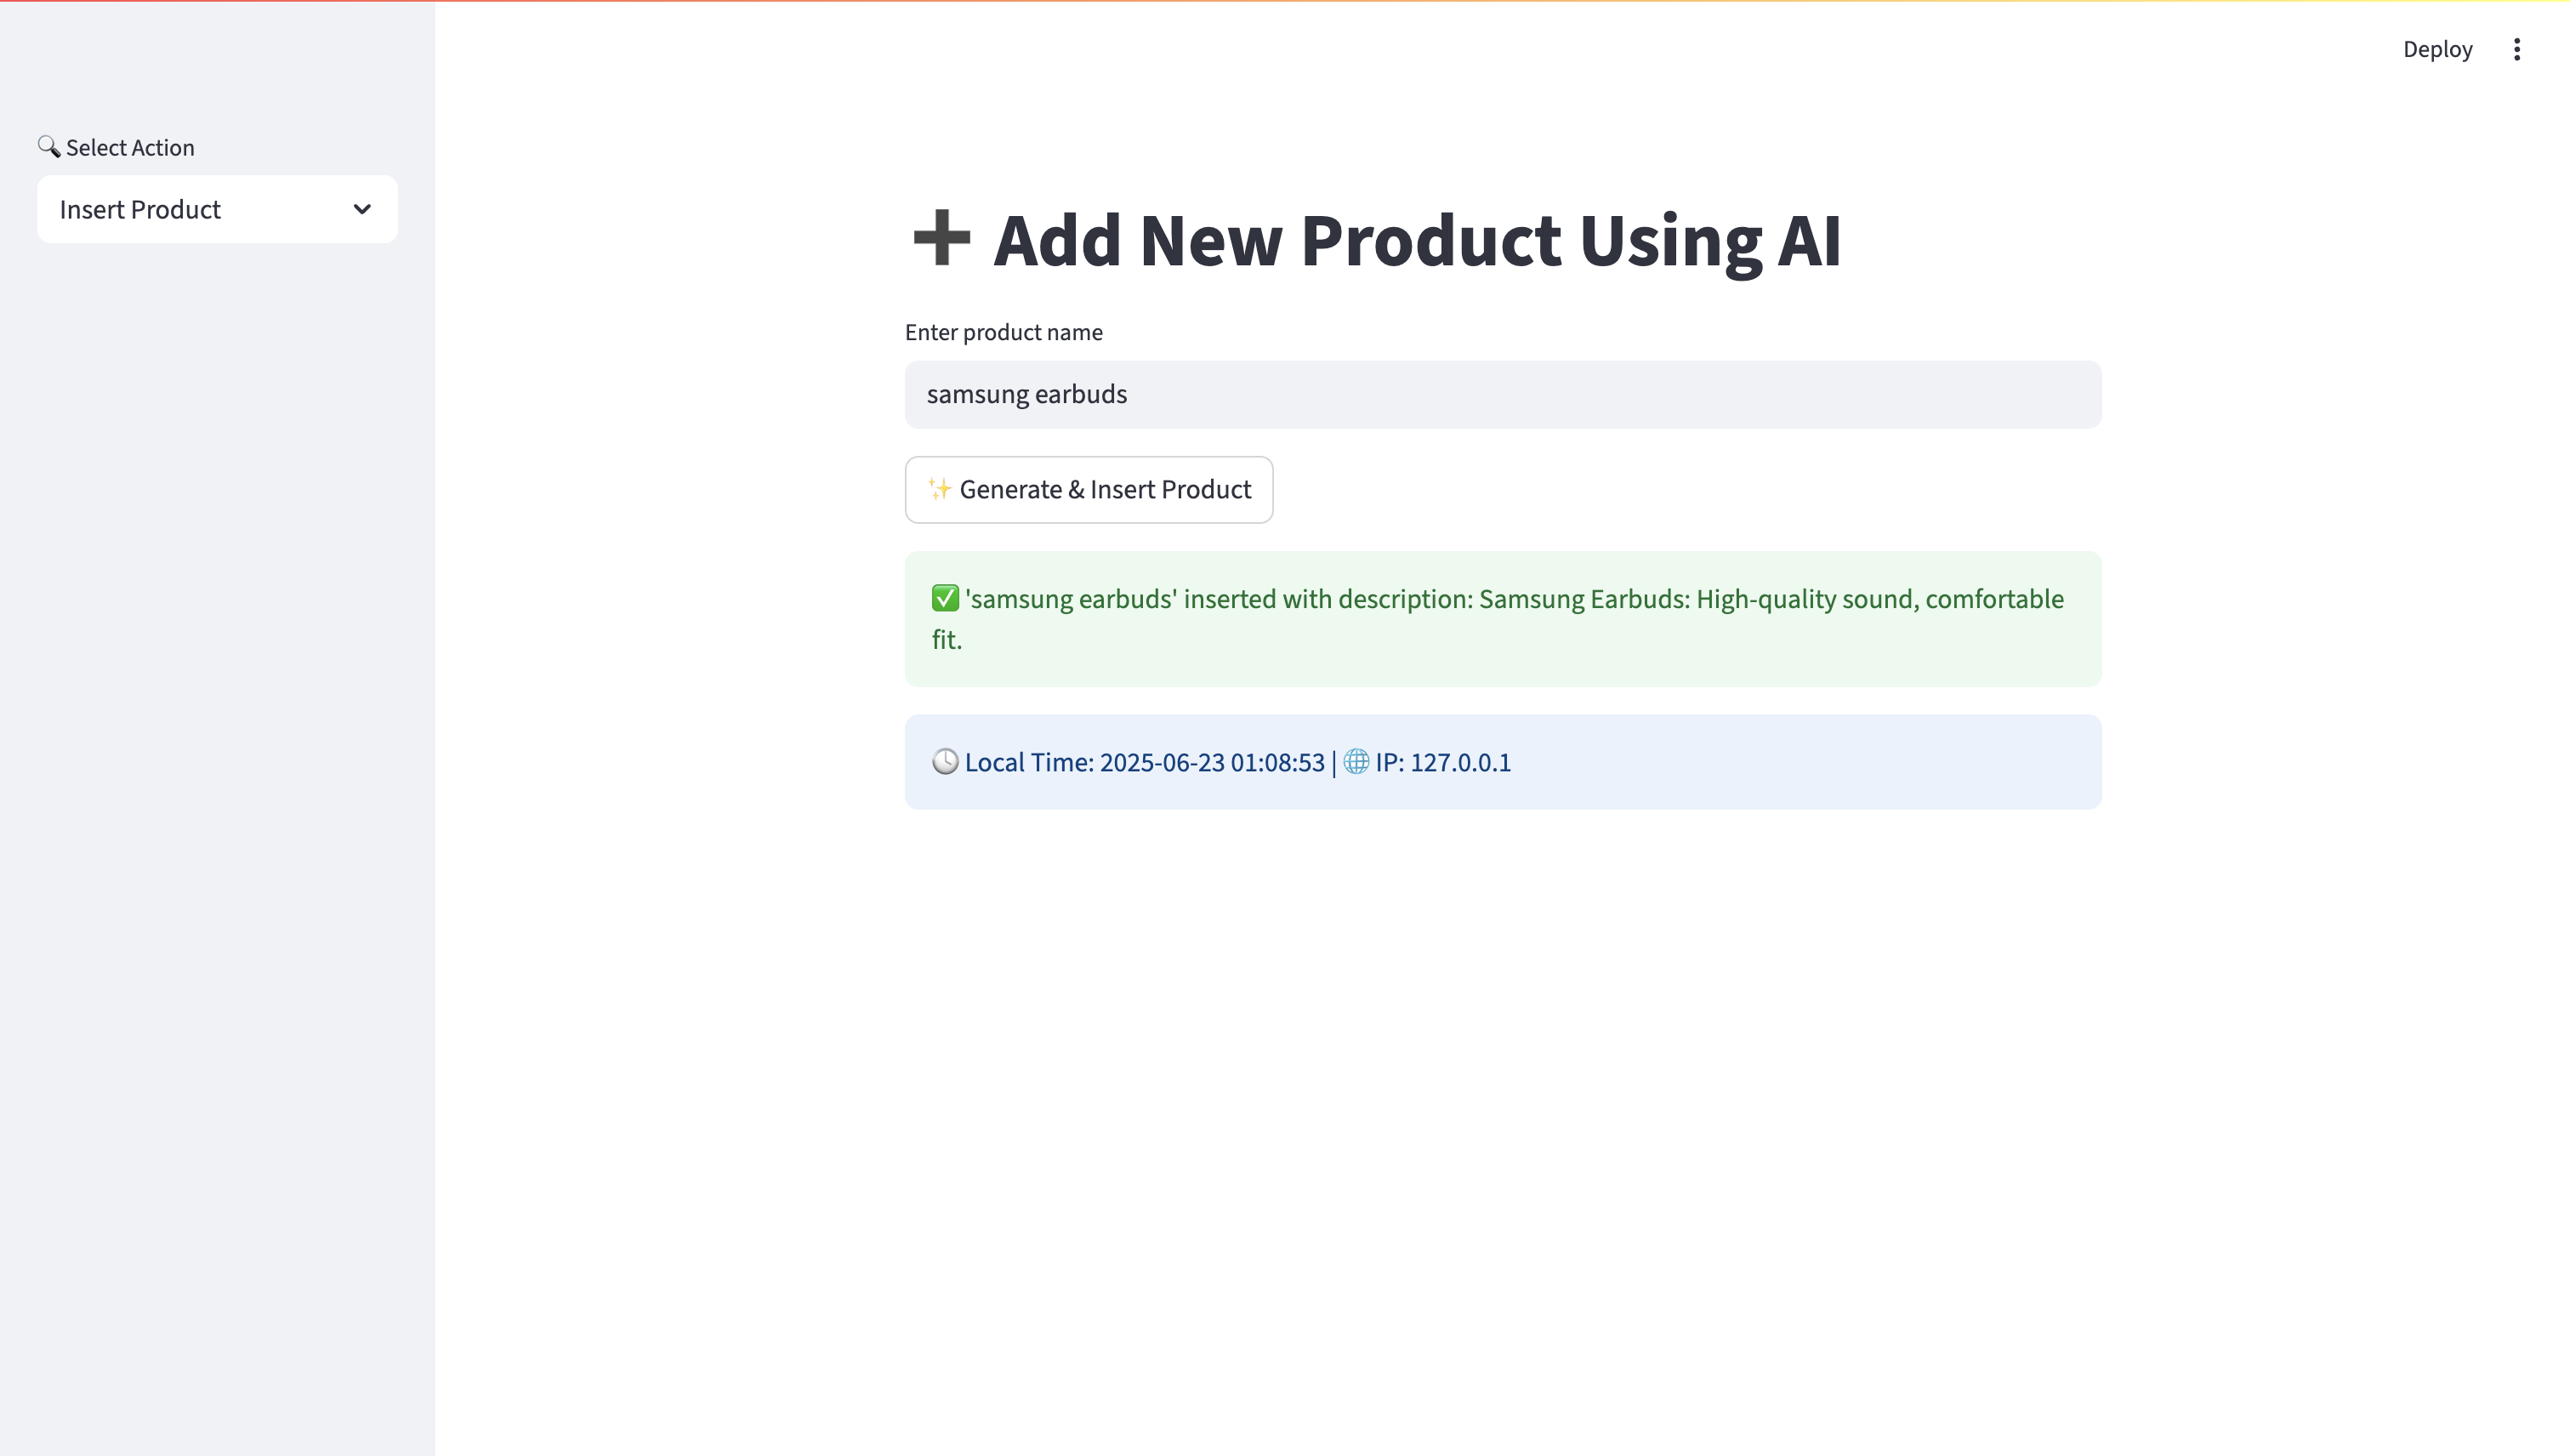 Deploy
🔍 Select Action
Insert Product
➕ Add New Product Using AI
Enter product name
samsung earbuds
✨ Generate & Insert Product
✅ 'samsung earbuds' inserted with description: Samsung Earbuds: High-quality sound, comfortable
fit.
🕓 Local Time: 2025-06-23 01:08:53 | 🌐 IP: 127.0.0.1